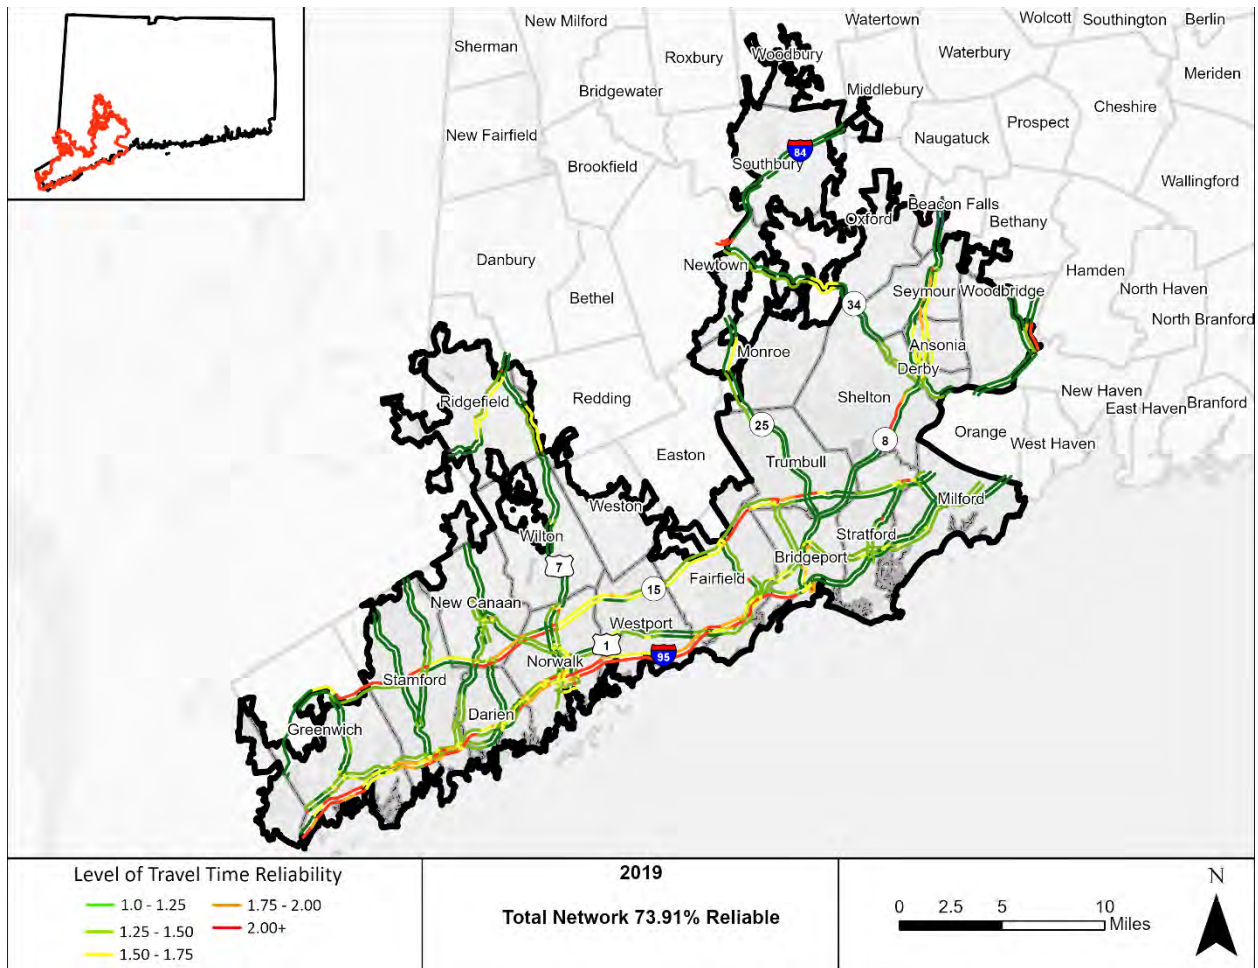 New Milford
Watertown
Wolcott
Southington
Berlin
Sherman
Roxbury
Woodbury
Waterbury
Meriden
Bridgewater
Middlebury
Cheshire
New Fairfield
Naugatuck
Prospect
Brookfield
84
Southbury
Wallingford
Beacon Falls
Oxford
Bethany
Danbury
Newtown
Hamden
Bethel
34
Seymour
Woodbridge
North Haven
North Branford
Monroe
Ansonia
Derby
Ridgefield
Redding
Shelton
New Haven
East Haven
Branford
25
8
Orange
West Haven
Easton
Trumbull
Weston
Milford
Wilton
Stratford
7
Bridgeport
15
Fairfield
New Canaan
Westport
1
95
Norwalk
Stamford
Darien
Greenwich
Level of Travel Time Reliability
1.0 - 1.25
1.25 - 1.50
1.50 - 1.75
1.75 - 2.00
2.00+
2019
Total Network 73.91% Reliable
0 2.5 5 10
Miles
N